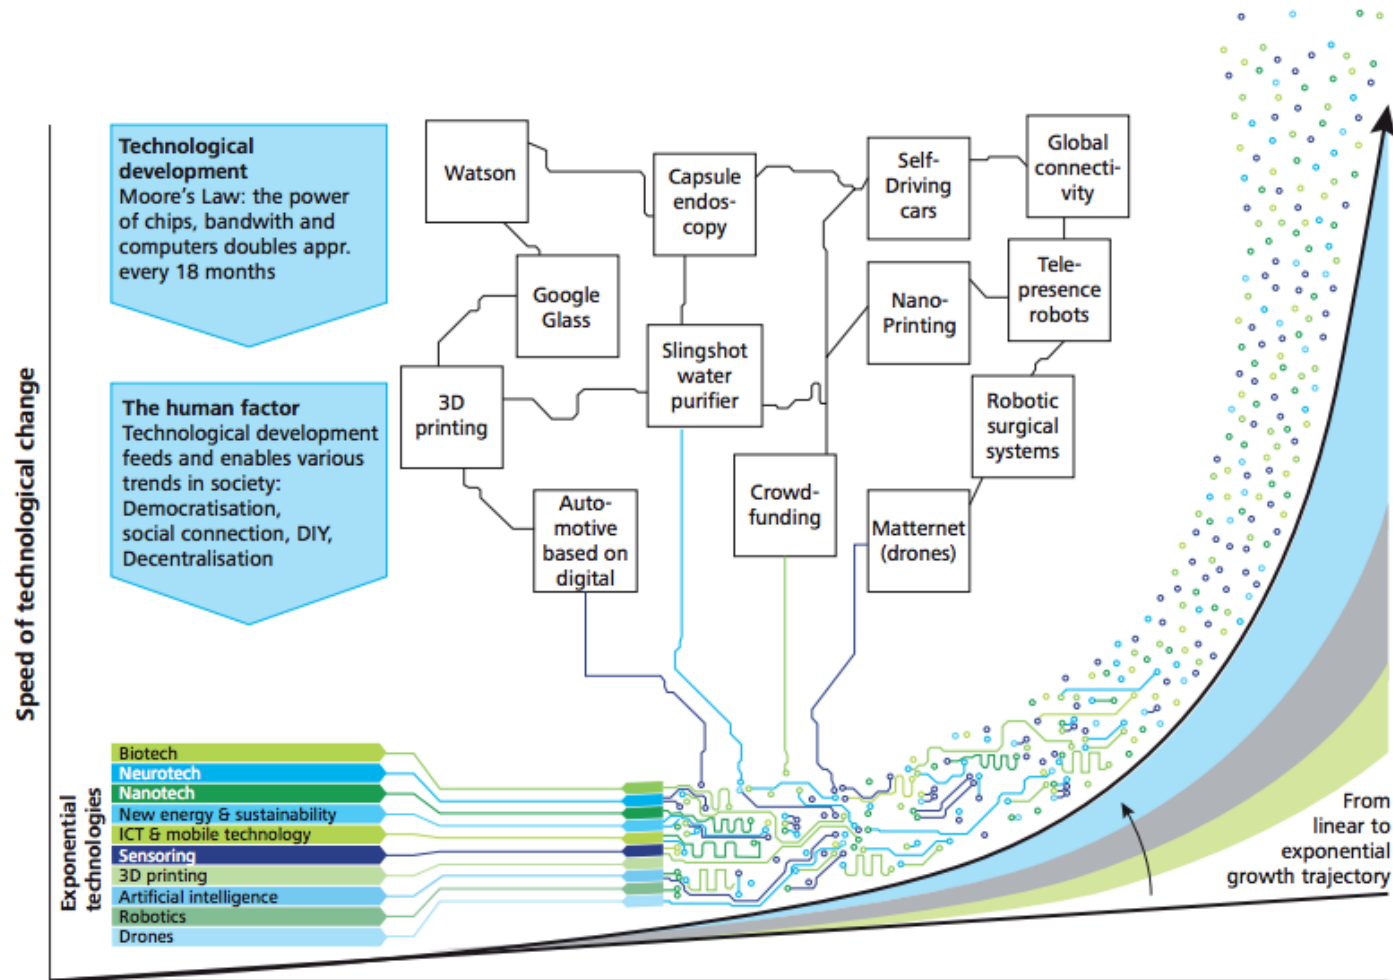 Speed of technological change
Technological
development
Moore's Law: the power
of chips, bandwith and
computers doubles appr.
every 18 months
The human factor
Technological development
feeds and enables various
trends in society:
Democratisation,
social connection, DIY,
Decentralisation
Watson
Capsule
endos-
copy
Self-
Driving
cars
Global
connecti-
vity
Google
Glass
Nano-
Printing
Tele-
presence
robots
Slingshot
water
purifier
3D
printing
Robotic
surgical
systems
Auto-
motive
based on
digital
Crowd-
funding
Matternet
(drones)
Exponential
technologies
Biotech
Neurotech
Nanotech
New energy & sustainability
ICT & mobile technology
Sensoring
3D printing
Artificial intelligence
Robotics
Drones
From
linear to
exponential
growth trajectory